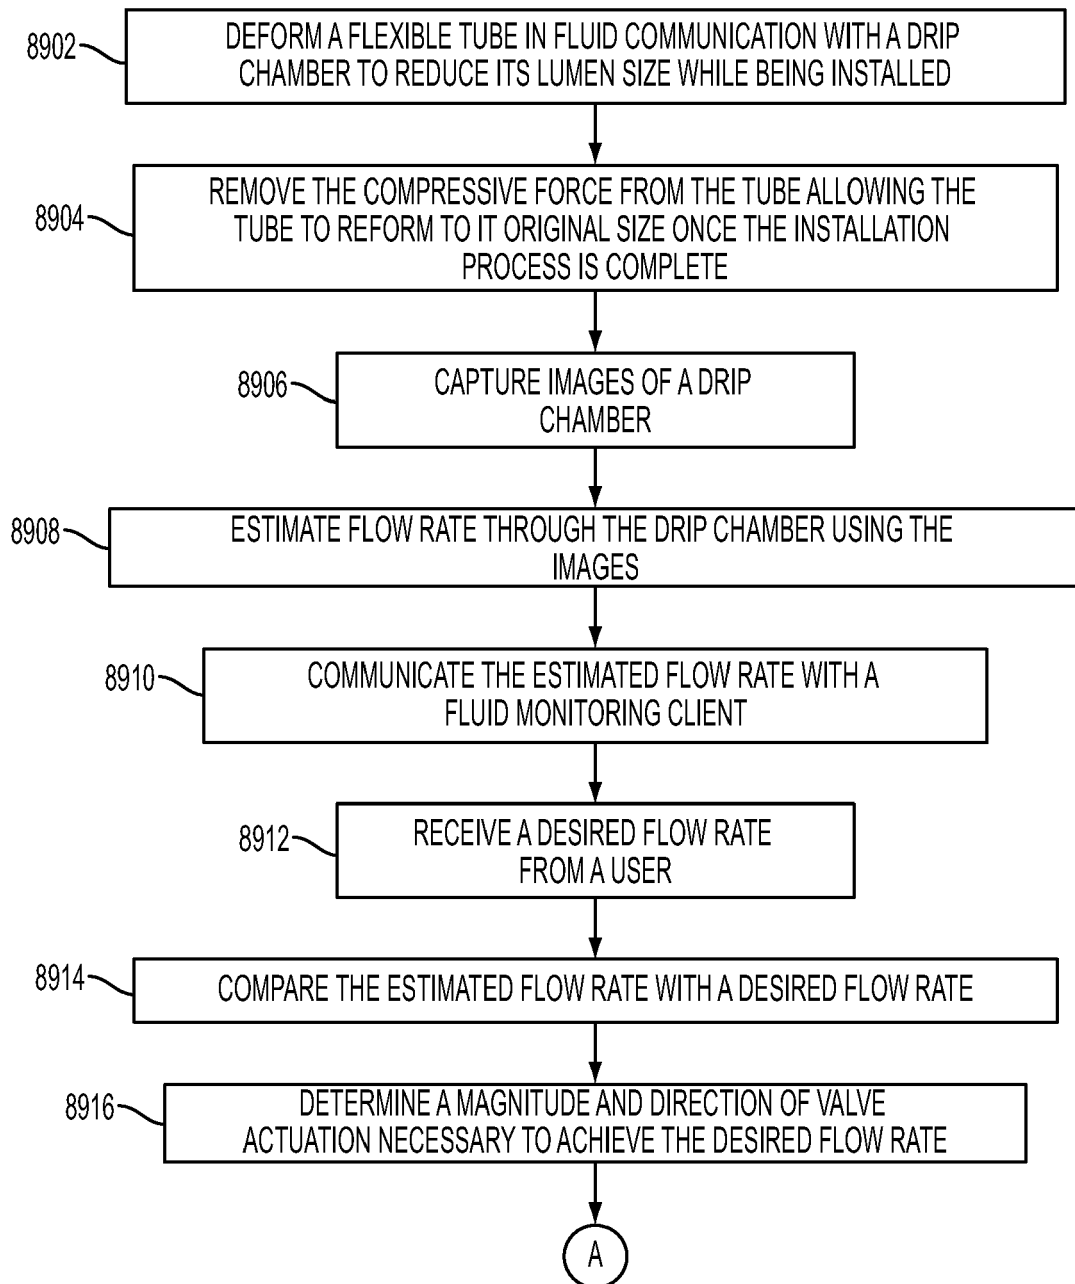 8902
DEFORM A FLEXIBLE TUBE IN FLUID COMMUNICATION WITH A DRIP
CHAMBER TO REDUCE ITS LUMEN SIZE WHILE BEING INSTALLED
8904
REMOVE THE COMPRESSIVE FORCE FROM THE TUBE ALLOWING THE
TUBE TO REFORM TO IT ORIGINAL SIZE ONCE THE INSTALLATION
PROCESS IS COMPLETE
8906
CAPTURE IMAGES OF A DRIP
CHAMBER
8908
ESTIMATE FLOW RATE THROUGH THE DRIP CHAMBER USING THE
IMAGES
8910
COMMUNICATE THE ESTIMATED FLOW RATE WITH A
FLUID MONITORING CLIENT
8912
RECEIVE A DESIRED FLOW RATE
FROM A USER
8914
COMPARE THE ESTIMATED FLOW RATE WITH A DESIRED FLOW RATE
8916
DETERMINE A MAGNITUDE AND DIRECTION OF VALVE
ACTUATION NECESSARY TO ACHIEVE THE DESIRED FLOW RATE
A